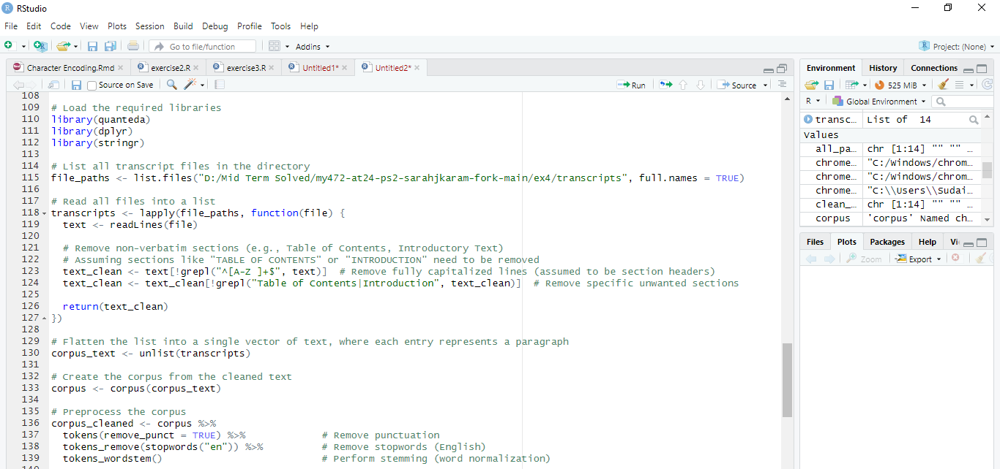 RStudio
File Edit Code View Plots Session Build Debug Profile Tools Help
Go to file/function Addins Project: (None)
Character Encoding.Rmd exercise2.R exercise3.R Untitled1* Untitled2*
Source on Save Run Source
108
109 # Load the required libraries
110 library(quanteda)
111 library(dplyr)
112 library(stringr)
113
114 # List all transcript files in the directory
115 file_paths <- list.files("D:/Mid Term Solved/my472-at24-ps2-sarahjkaram-fork-main/ex4/transcripts", full.names = TRUE)
116
117 # Read all files into a list
118 transcripts <- lapply(file_paths, function(file) {
119 text <- readLines(file)
120
121 # Remove non-verbatim sections (e.g., Table of Contents, Introductory Text)
122 # Assuming sections like "TABLE OF CONTENTS" or "INTRODUCTION" need to be removed
123 text_clean <- text[!grepl("^[A-Z ]+$", text)] # Remove fully capitalized lines (assumed to be section headers)
124 text_clean <- text_clean[!grepl("Table of Contents|Introduction", text_clean)] # Remove specific unwanted sections
125
126 return(text_clean)
127 })
128
129 # Flatten the list into a single vector of text, where each entry represents a paragraph
130 corpus_text <- unlist(transcripts)
131
132 # Create the corpus from the cleaned text
133 corpus <- corpus(corpus_text)
134
135 # Preprocess the corpus
136 corpus_cleaned <- corpus %>%
137 tokens(remove_punct = TRUE) %>% # Remove punctuation
138 tokens_remove(stopwords("en")) %>% # Remove stopwords (English)
139 tokens_wordstem() # Perform stemming (word normalization)
Environment History Connections
525 MiB
R Global Environment
transc... List of 14
Values
all_pa... chr [1:14] "" "" ...
chrome... "C:/Windows/chrom...
chrome... "C:/Windows/chrom...
chrome... "C:\\Users\\Sudai...
clean_... chr [1:14] "" "" ...
corpus 'corpus' Named ch...
Files Plots Packages Help Vi
Zoom Export